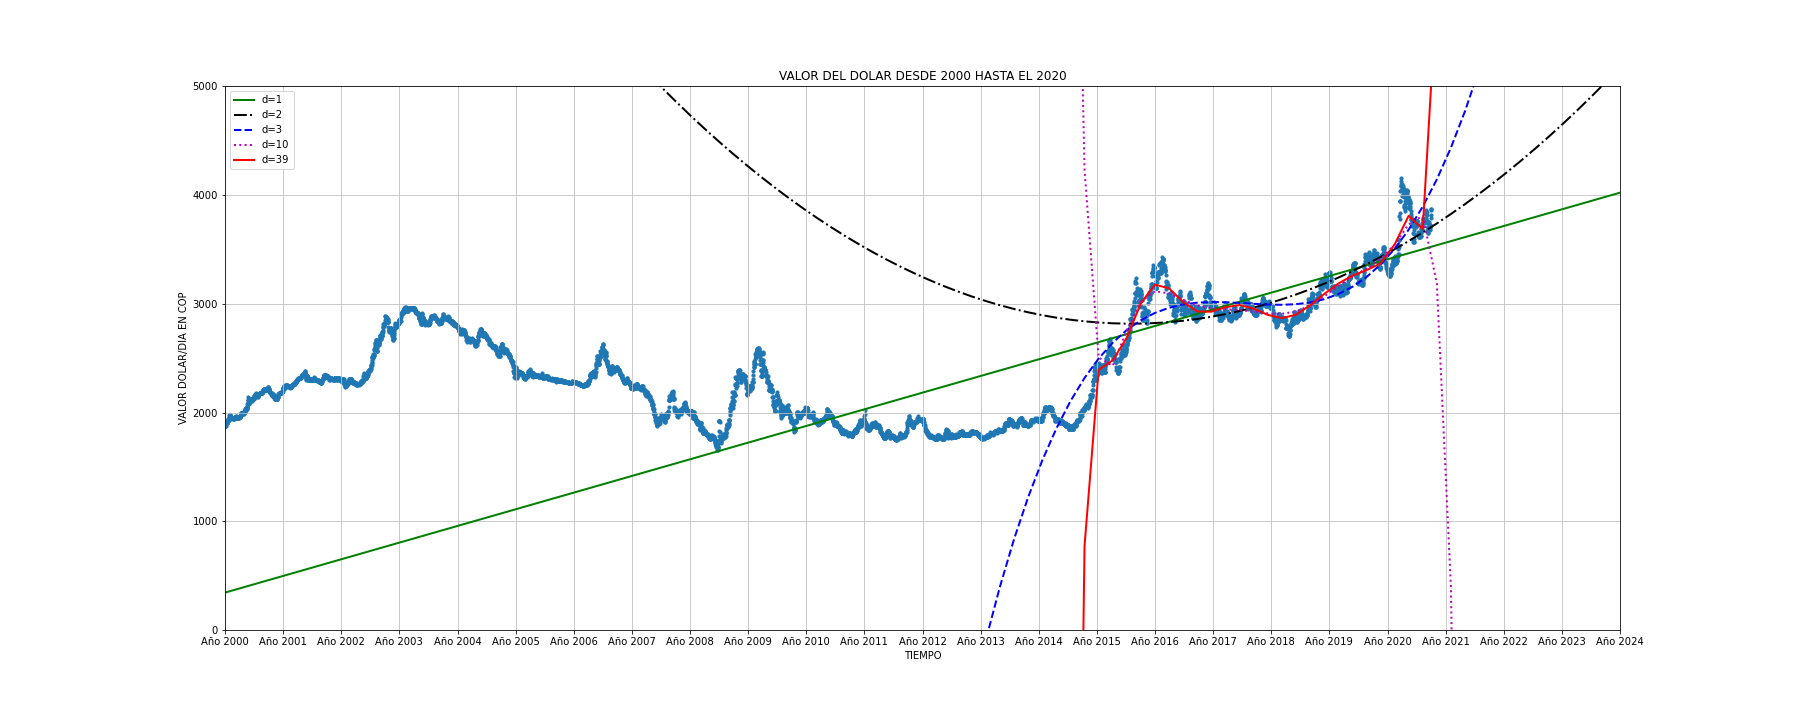 VALOR DEL DOLAR DESDE 2000 HASTA EL 2020
5000
4000
3000
2000
1000
0
VALOR DOLAR/DIA EN COP
d=1
d=2
d=3
d=10
d=39
Año 2000 Año 2001 Año 2002 Año 2003 Año 2004 Año 2005 Año 2006 Año 2007 Año 2008 Año 2009 Año 2010 Año 2011 Año 2012 Año 2013 Año 2014 Año 2015 Año 2016 Año 2017 Año 2018 Año 2019 Año 2020 Año 2021 Año 2022 Año 2023 Año 2024
TIEMPO